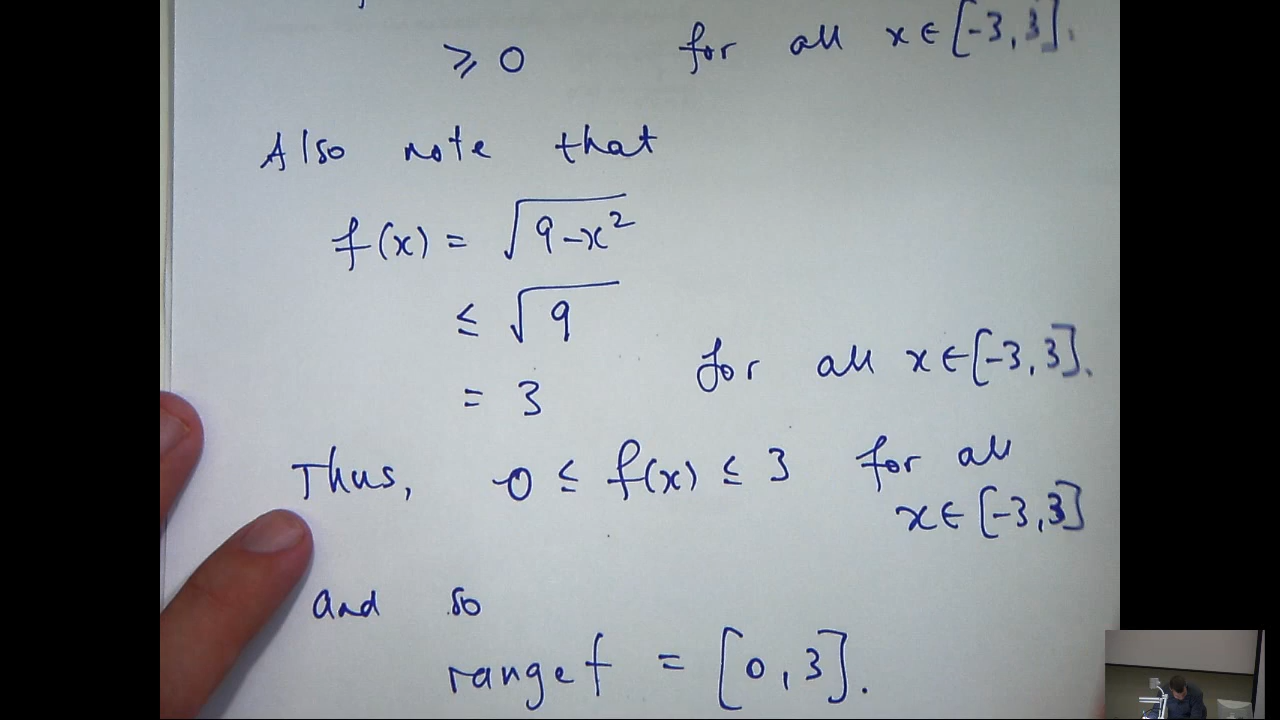 ≥ 0 for all x ∈ [-3, 3].
Also note that
f(x) = √(9-x²)
≤ √9
= 3 for all x ∈ [-3, 3].
Thus, 0 ≤ f(x) ≤ 3 for all
x ∈ [-3, 3]
and so
range f = [0, 3].